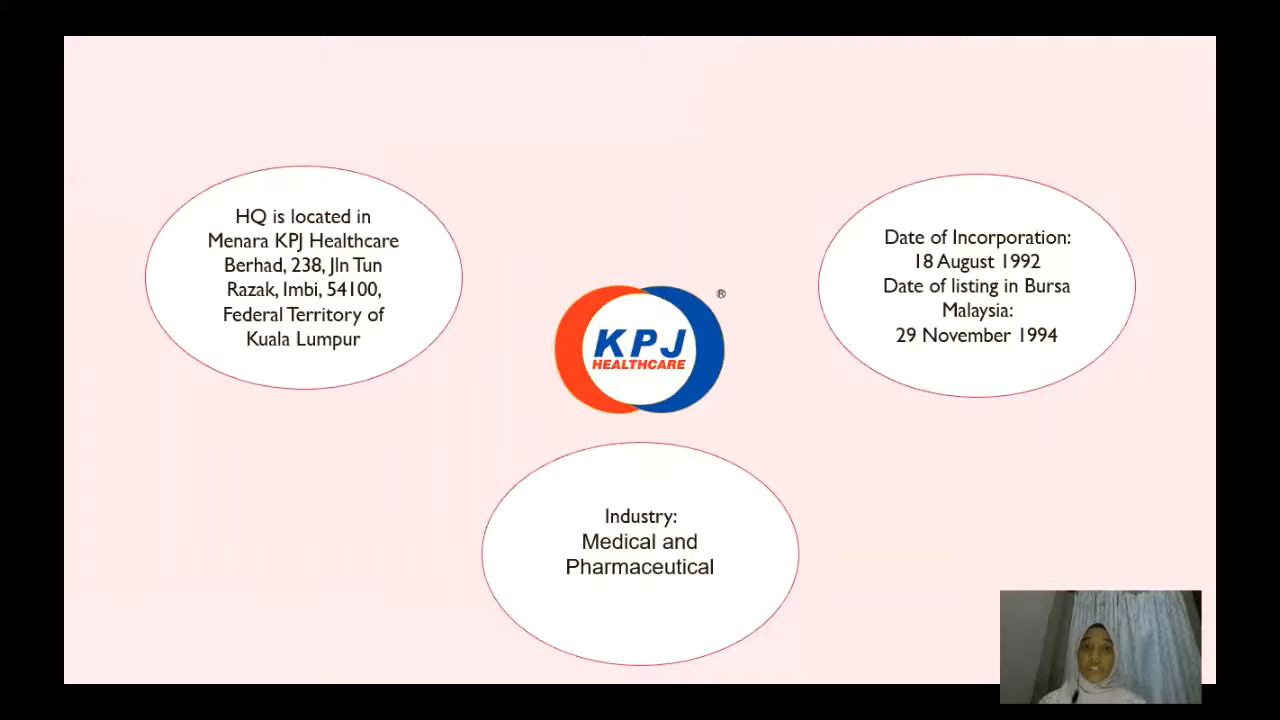 HQ is located in
Menara KPJ Healthcare
Berhad, 238, Jln Tun
Razak, Imbi, 54100,
Federal Territory of
Kuala Lumpur
Date of Incorporation:
18 August 1992
Date of listing in Bursa
Malaysia:
29 November 1994
®
KPJ
HEALTHCARE
Industry:
Medical and
Pharmaceutical